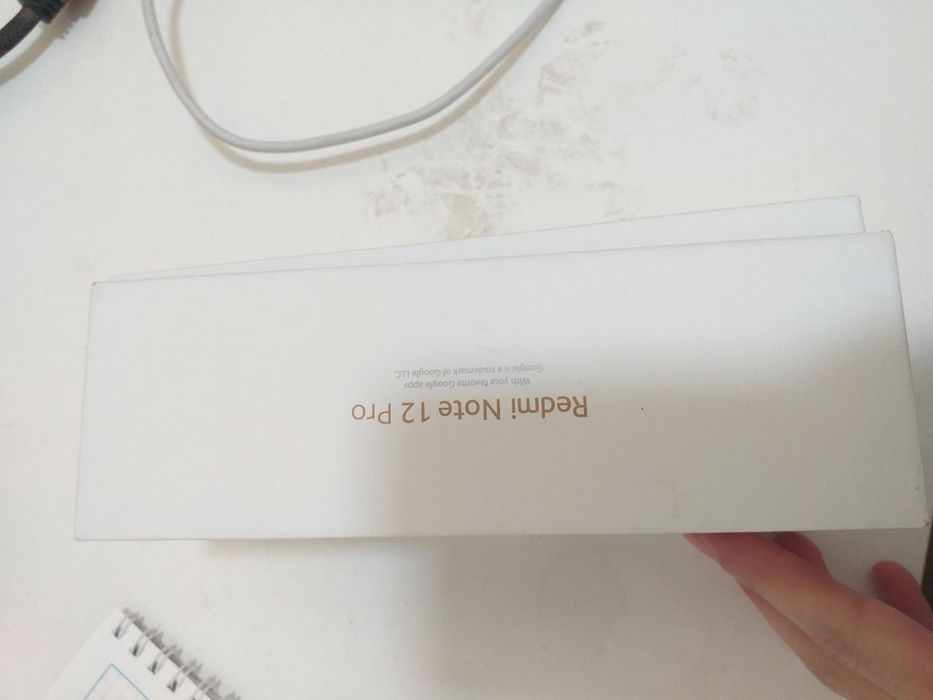 Redmi Note 12 Pro
With your favorite Google apps
Google is a trademark of Google LLC.